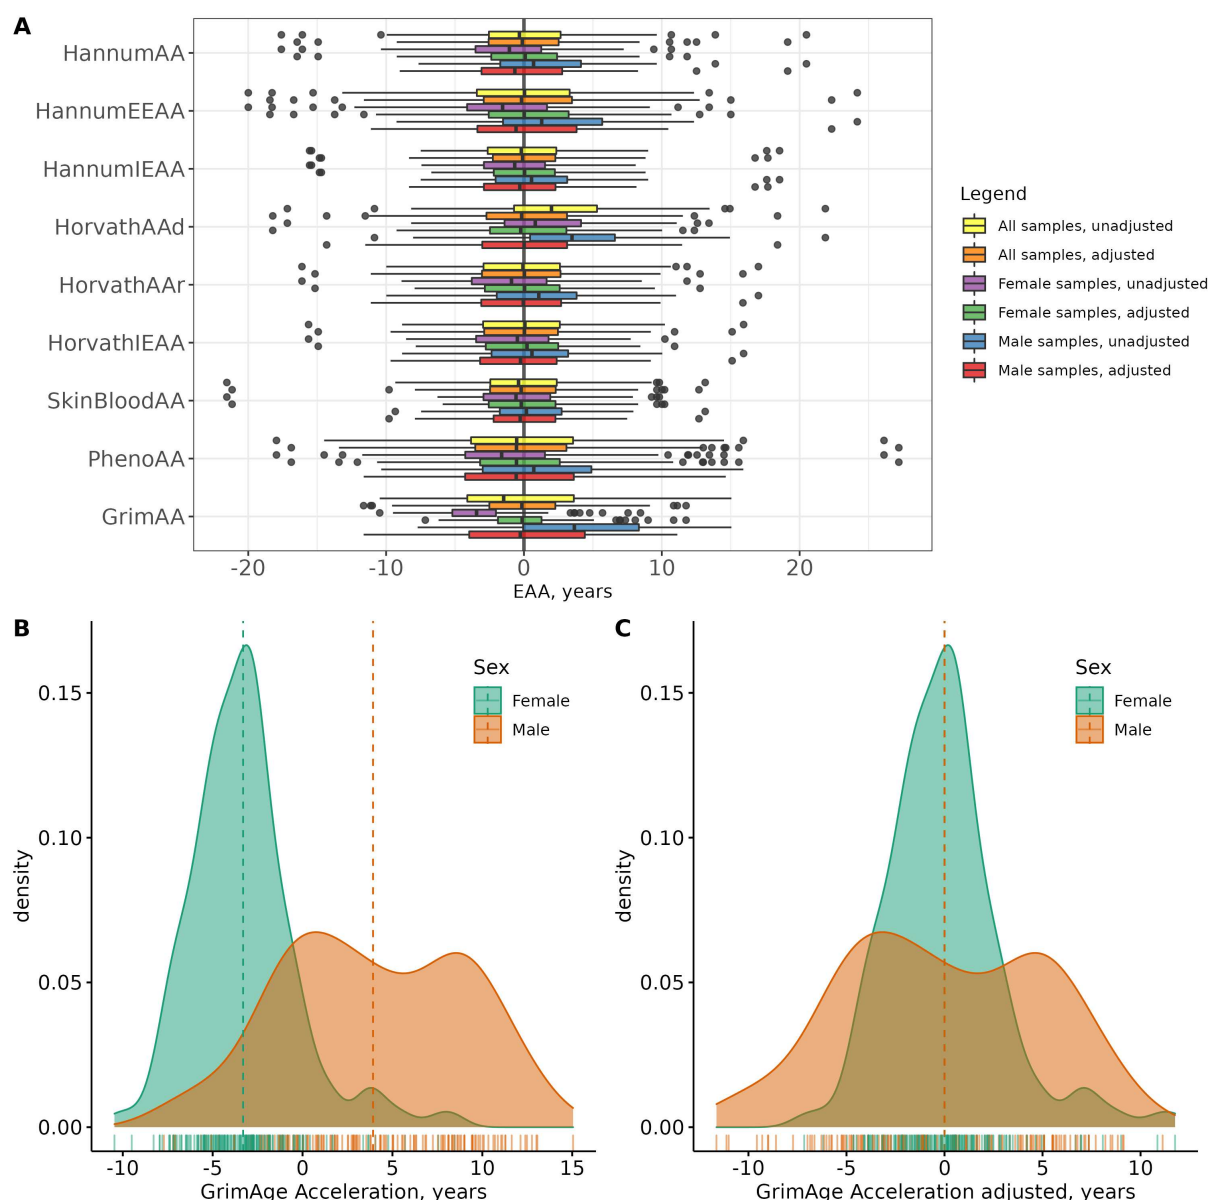 A
HannumAA
HannumEEAA
HannumIEAA
HorvathAAd
HorvathAAr
HorvathIEAA
SkinBloodAA
PhenoAA
GrimAA
-20 -10 0 10 20
EAA, years
Legend
All samples, unadjusted
All samples, adjusted
Female samples, unadjusted
Female samples, adjusted
Male samples, unadjusted
Male samples, adjusted
B
density
0.15
0.10
0.05
0.00
-10 -5 0 5 10 15
GrimAge Acceleration, years
Sex
Female
Male
C
density
0.15
0.10
0.05
0.00
-10 -5 0 5 10
GrimAge Acceleration adjusted, years
Sex
Female
Male